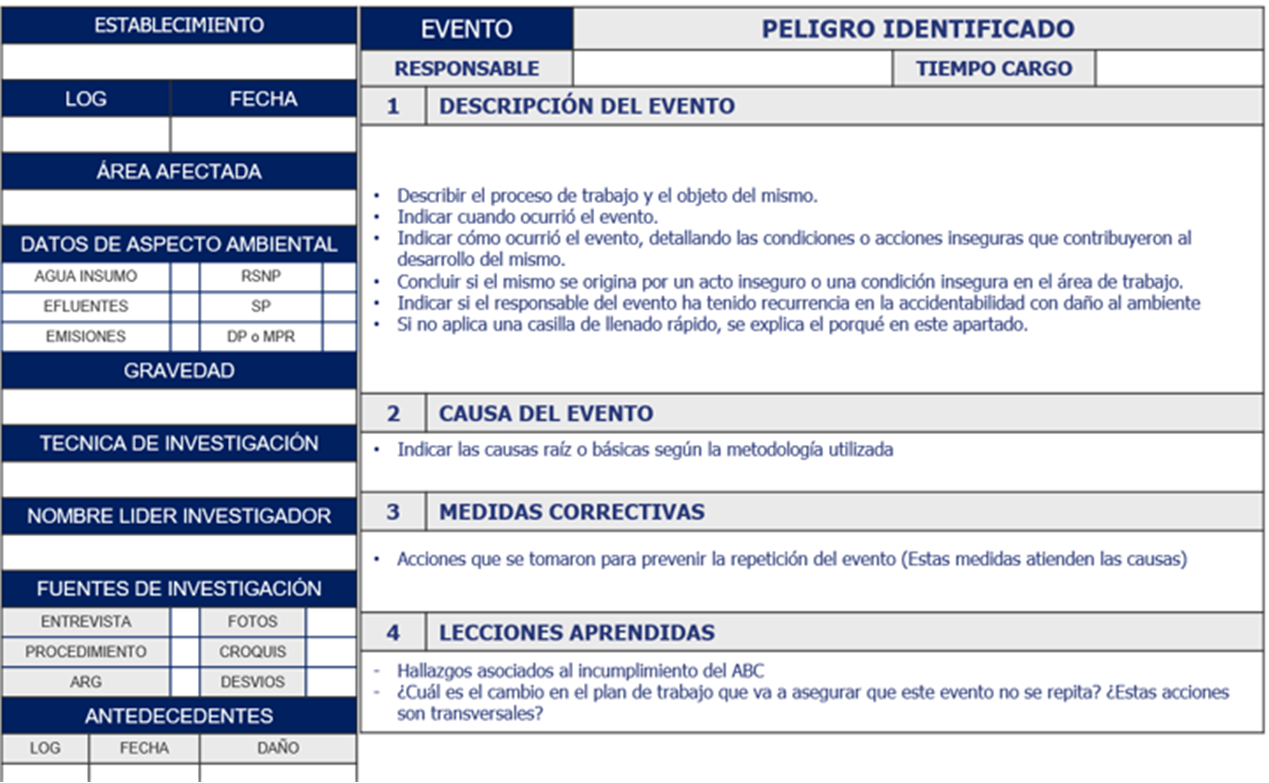 ESTABLECIMIENTO
LOG FECHA
ÁREA AFECTADA
DATOS DE ASPECTO AMBIENTAL
AGUA INSUMO RSNP
EFLUENTES SP
EMISIONES DP o MPR
GRAVEDAD
TECNICA DE INVESTIGACIÓN
NOMBRE LIDER INVESTIGADOR
FUENTES DE INVESTIGACIÓN
ENTREVISTA FOTOS
PROCEDIMIENTO CROQUIS
ARG DESVIOS
ANTEDECEDENTES
LOG FECHA DAÑO
EVENTO PELIGRO IDENTIFICADO
RESPONSABLE TIEMPO CARGO
1 DESCRIPCIÓN DEL EVENTO
• Describir el proceso de trabajo y el objeto del mismo.
• Indicar cuando ocurrió el evento.
• Indicar cómo ocurrió el evento, detallando las condiciones o acciones inseguras que contribuyeron al
desarrollo del mismo.
• Concluir si el mismo se origina por un acto inseguro o una condición insegura en el área de trabajo.
• Indicar si el responsable del evento ha tenido recurrencia en la accidentabilidad con daño al ambiente
• Si no aplica una casilla de llenado rápido, se explica el porqué en este apartado.
2 CAUSA DEL EVENTO
• Indicar las causas raíz o básicas según la metodología utilizada
3 MEDIDAS CORRECTIVAS
• Acciones que se tomaron para prevenir la repetición del evento (Estas medidas atienden las causas)
4 LECCIONES APRENDIDAS
- Hallazgos asociados al incumplimiento del ABC
- ¿Cuál es el cambio en el plan de trabajo que va a asegurar que este evento no se repita? ¿Estas acciones
son transversales?